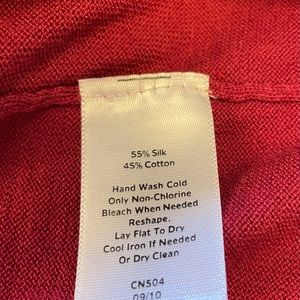 55% Silk
45% Cotton
Hand Wash Cold
Only Non-Chlorine
Bleach When Needed
Reshape.
Lay Flat To Dry
Cool Iron If Needed
Or Dry Clean
CN504
09/10